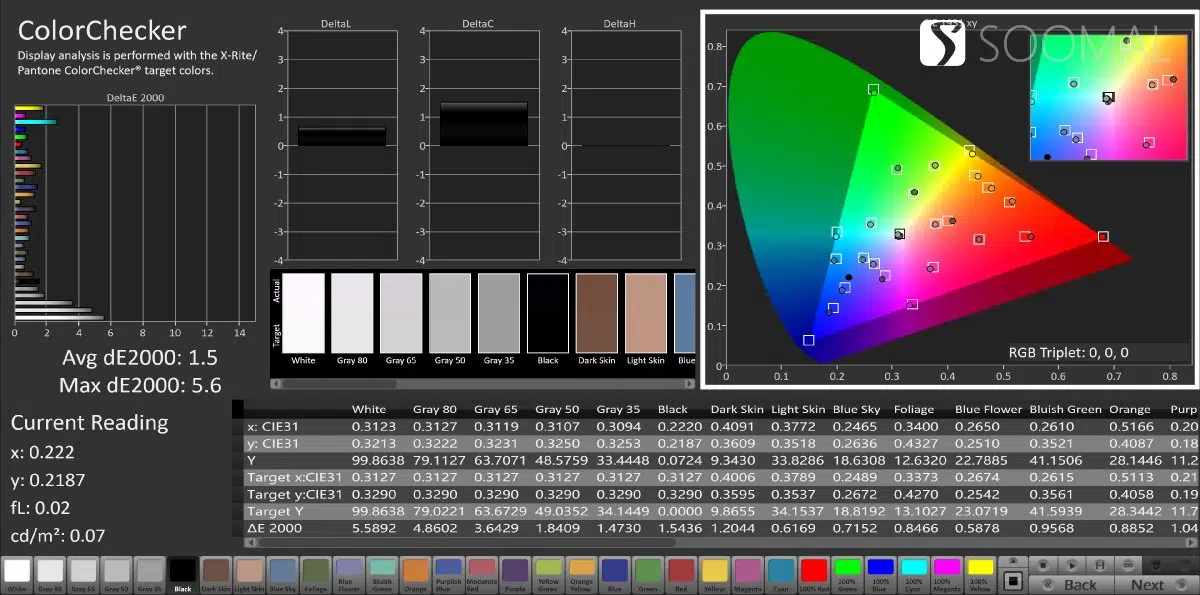 ColorChecker
Display analysis is performed with the X-Rite/
Pantone ColorChecker® target colors.
DeltaE 2000
0 2 4 6 8 10 12 14
Avg dE2000: 1.5
Max dE2000: 5.6
DeltaL
4
3
2
1
0
-1
-2
-3
-4
DeltaC
4
3
2
1
0
-1
-2
-3
-4
DeltaH
4
3
2
1
0
-1
-2
-3
-4
Actual
Target
White Gray 80 Gray 65 Gray 50 Gray 35 Black Dark Skin Light Skin Blue
xy
SOOMAL
0.8
0.7
0.6
0.5
0.4
0.3
0.2
0.1
0
0 0.1 0.2 0.3 0.4 0.5 0.6 0.7 0.8
RGB Triplet: 0, 0, 0
Current Reading
x: 0.222
y: 0.2187
fL: 0.02
cd/m²: 0.07
White Gray 80 Gray 65 Gray 50 Gray 35 Black Dark Skin Light Skin Blue Sky Foliage Blue Flower Bluish Green Orange Purp
x: CIE31 0.3123 0.3127 0.3119 0.3107 0.3094 0.2220 0.4091 0.3772 0.2465 0.3400 0.2650 0.2610 0.5166 0.20
y: CIE31 0.3213 0.3222 0.3231 0.3250 0.3253 0.2187 0.3609 0.3518 0.2636 0.4327 0.2510 0.3521 0.4087 0.18
Y 99.8638 79.1127 63.7071 48.5759 33.4448 0.0724 9.3430 33.8286 18.6308 12.6320 22.7885 41.1506 28.1446 11.2
Target x:CIE31 0.3127 0.3127 0.3127 0.3127 0.3127 0.3127 0.4006 0.3789 0.2489 0.3373 0.2674 0.2615 0.5113 0.21
Target y:CIE31 0.3290 0.3290 0.3290 0.3290 0.3290 0.3290 0.3595 0.3537 0.2672 0.4270 0.2542 0.3561 0.4058 0.19
Target Y 99.8638 79.0221 63.6729 49.0352 34.1449 0.0000 9.8655 34.1537 18.8192 13.1027 23.0719 41.5939 28.3442 11.7
ΔE 2000 5.5892 4.8602 3.6429 1.8409 1.4730 1.5436 1.2044 0.6169 0.7152 0.8466 0.5878 0.9568 0.8852 1.04
White Gray 80 Gray 65 Gray 50 Gray 35 Black Dark Skin Light Skin Blue Sky Foliage Blue Flower Bluish Green Orange Purplish Blue Moderate Red Purple Yellow Green Orange Yellow Blue Green Red Yellow Magenta Cyan 100% Red 100% Green 100% Blue 100% Cyan 100% Magenta 100% Yellow
Back Next